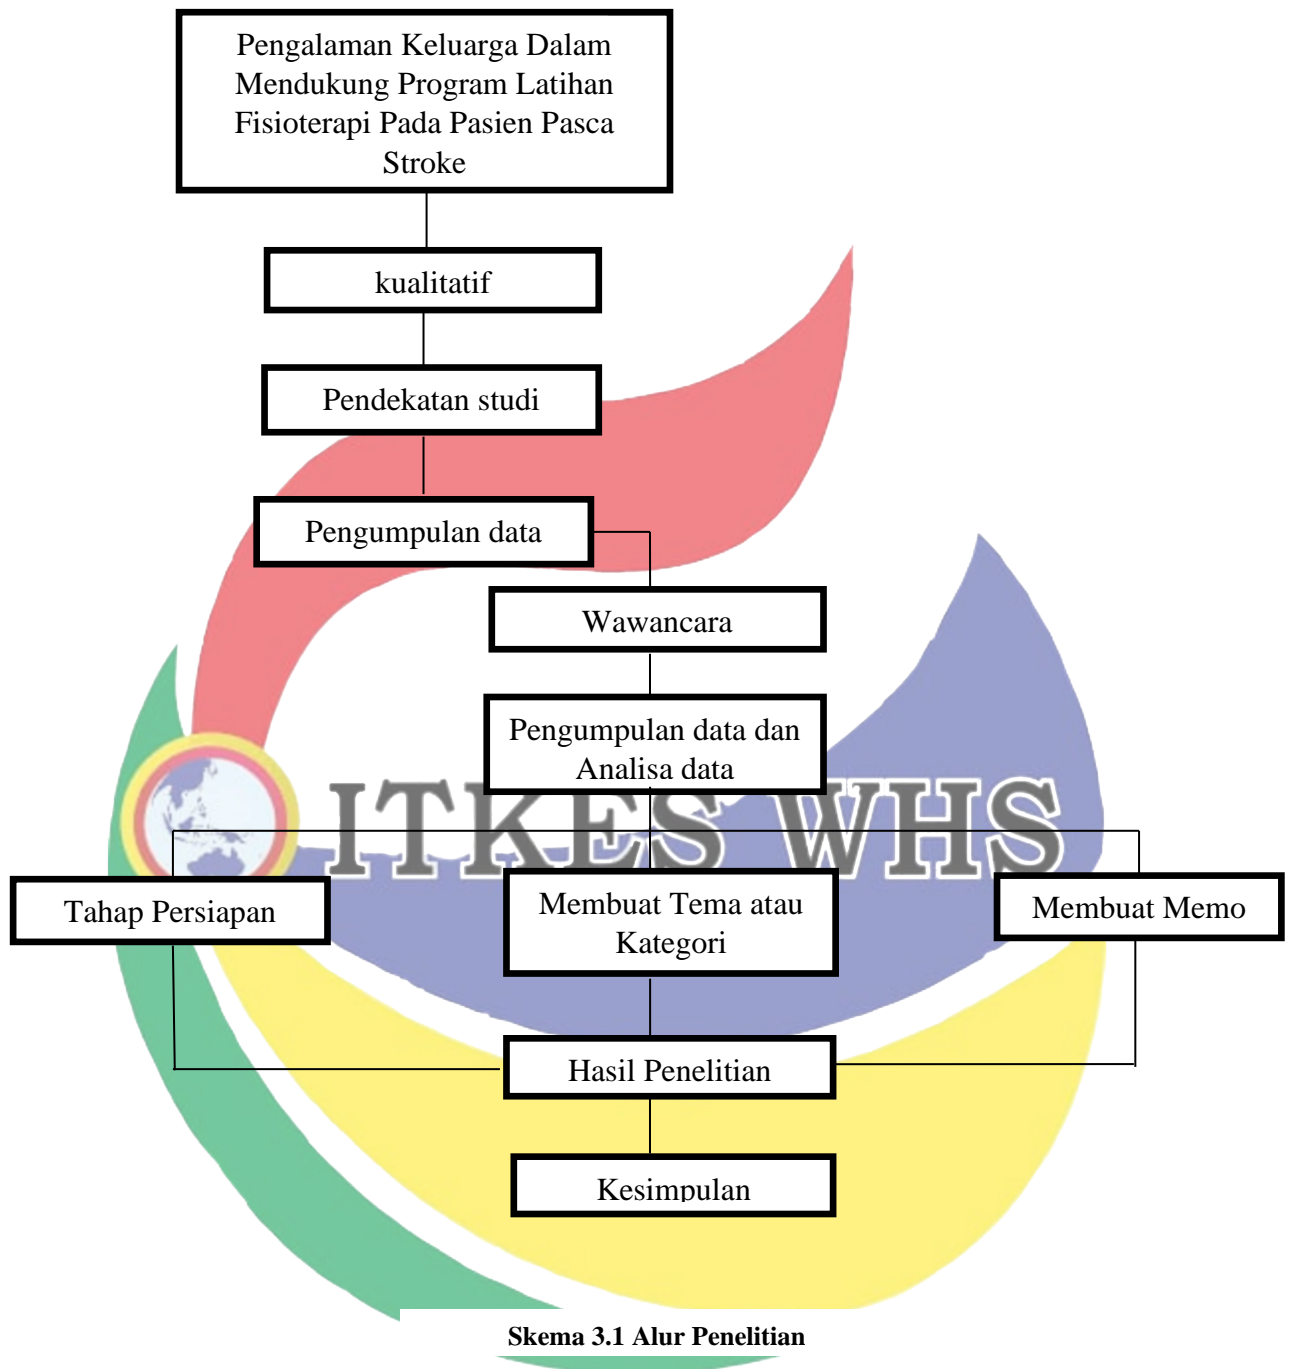 Pengalaman Keluarga Dalam
Mendukung Program Latihan
Fisioterapi Pada Pasien Pasca
Stroke
kualitatif
Pendekatan studi
Pengumpulan data
Wawancara
Pengumpulan data dan
Analisa data
ITKES WHS
Tahap Persiapan
Membuat Tema atau
Kategori
Membuat Memo
Hasil Penelitian
Kesimpulan
Skema 3.1 Alur Penelitian